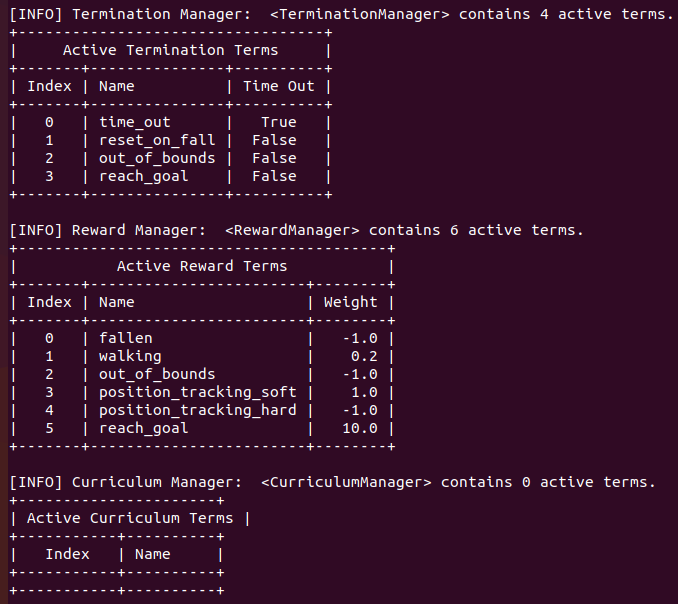 [INFO] Termination Manager:  <TerminationManager> contains 4 active terms.
+----------------------------------+
|     Active Termination Terms     |
+-------+---------------+----------+
| Index | Name          | Time Out |
+-------+---------------+----------+
|   0   | time_out      |   True   |
|   1   | reset_on_fall |  False   |
|   2   | out_of_bounds |  False   |
|   3   | reach_goal    |  False   |
+-------+---------------+----------+

[INFO] Reward Manager:  <RewardManager> contains 6 active terms.
+-----------------------------------------+
|           Active Reward Terms           |
+-------+------------------------+--------+
| Index | Name                   | Weight |
+-------+------------------------+--------+
|   0   | fallen                 |   -1.0 |
|   1   | walking                |    0.2 |
|   2   | out_of_bounds          |   -1.0 |
|   3   | position_tracking_soft |    1.0 |
|   4   | position_tracking_hard |   -1.0 |
|   5   | reach_goal             |   10.0 |
+-------+------------------------+--------+

[INFO] Curriculum Manager:  <CurriculumManager> contains 0 active terms.
+----------------------+
| Active Curriculum Terms |
+-----------+----------+
|   Index   | Name     |
+-----------+----------+
+-----------+----------+